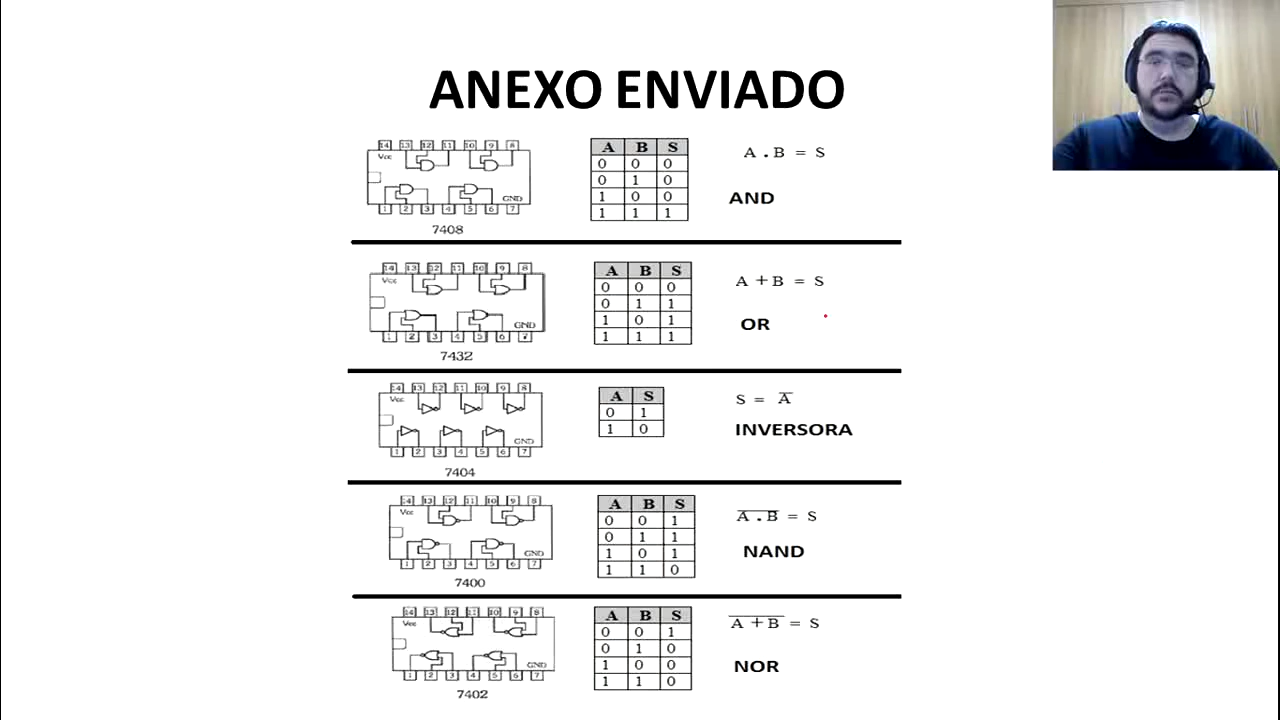 ANEXO ENVIADO
14 13 12 11 10 9 8
Vcc
GND
1 2 3 4 5 6 7
7408
A B S
0 0 0
0 1 0
1 0 0
1 1 1
A . B = S
AND
14 13 12 11 10 9 8
Vcc
GND
1 2 3 4 5 6 7
7432
A B S
0 0 0
0 1 1
1 0 1
1 1 1
A + B = S
OR
14 13 12 11 10 9 8
Vcc
GND
1 2 3 4 5 6 7
7404
A S
0 1
1 0
S = A̅
INVERSORA
14 13 12 11 10 9 8
Vcc
GND
1 2 3 4 5 6 7
7400
A B S
0 0 1
0 1 1
1 0 1
1 1 0
A̅ ̅.̅ ̅B̅ = S
NAND
14 13 12 11 10 9 8
Vcc
GND
1 2 3 4 5 6 7
7402
A B S
0 0 1
0 1 0
1 0 0
1 1 0
A̅ ̅+̅ ̅B̅ = S
NOR